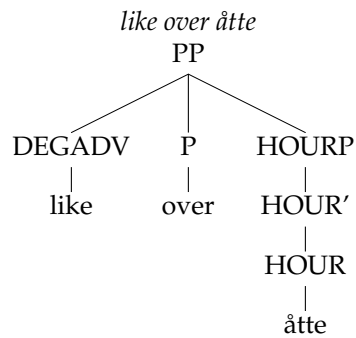 like over åtte
PP
DEGADV P HOURP
like over HOUR'
HOUR
åtte